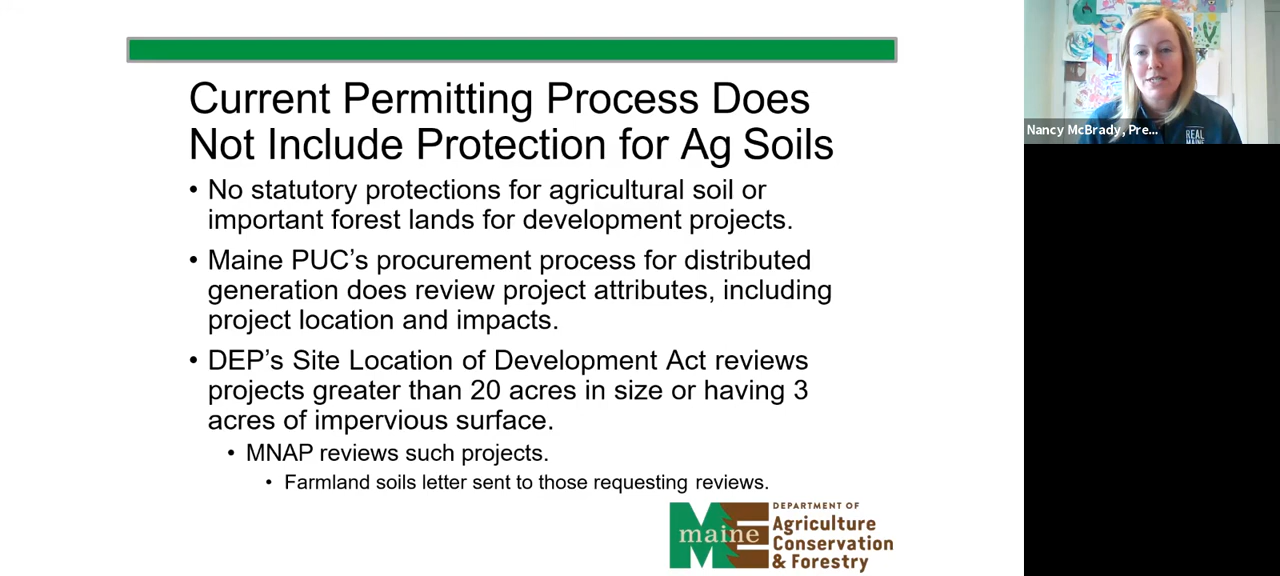 Current Permitting Process Does
Not Include Protection for Ag Soils
• No statutory protections for agricultural soil or
important forest lands for development projects.
• Maine PUC's procurement process for distributed
generation does review project attributes, including
project location and impacts.
• DEP's Site Location of Development Act reviews
projects greater than 20 acres in size or having 3
acres of impervious surface.
• MNAP reviews such projects.
• Farmland soils letter sent to those requesting reviews.
maine
DEPARTMENT OF
Agriculture
Conservation
& Forestry
Nancy McBrady, Pre...
REAL
MAINE